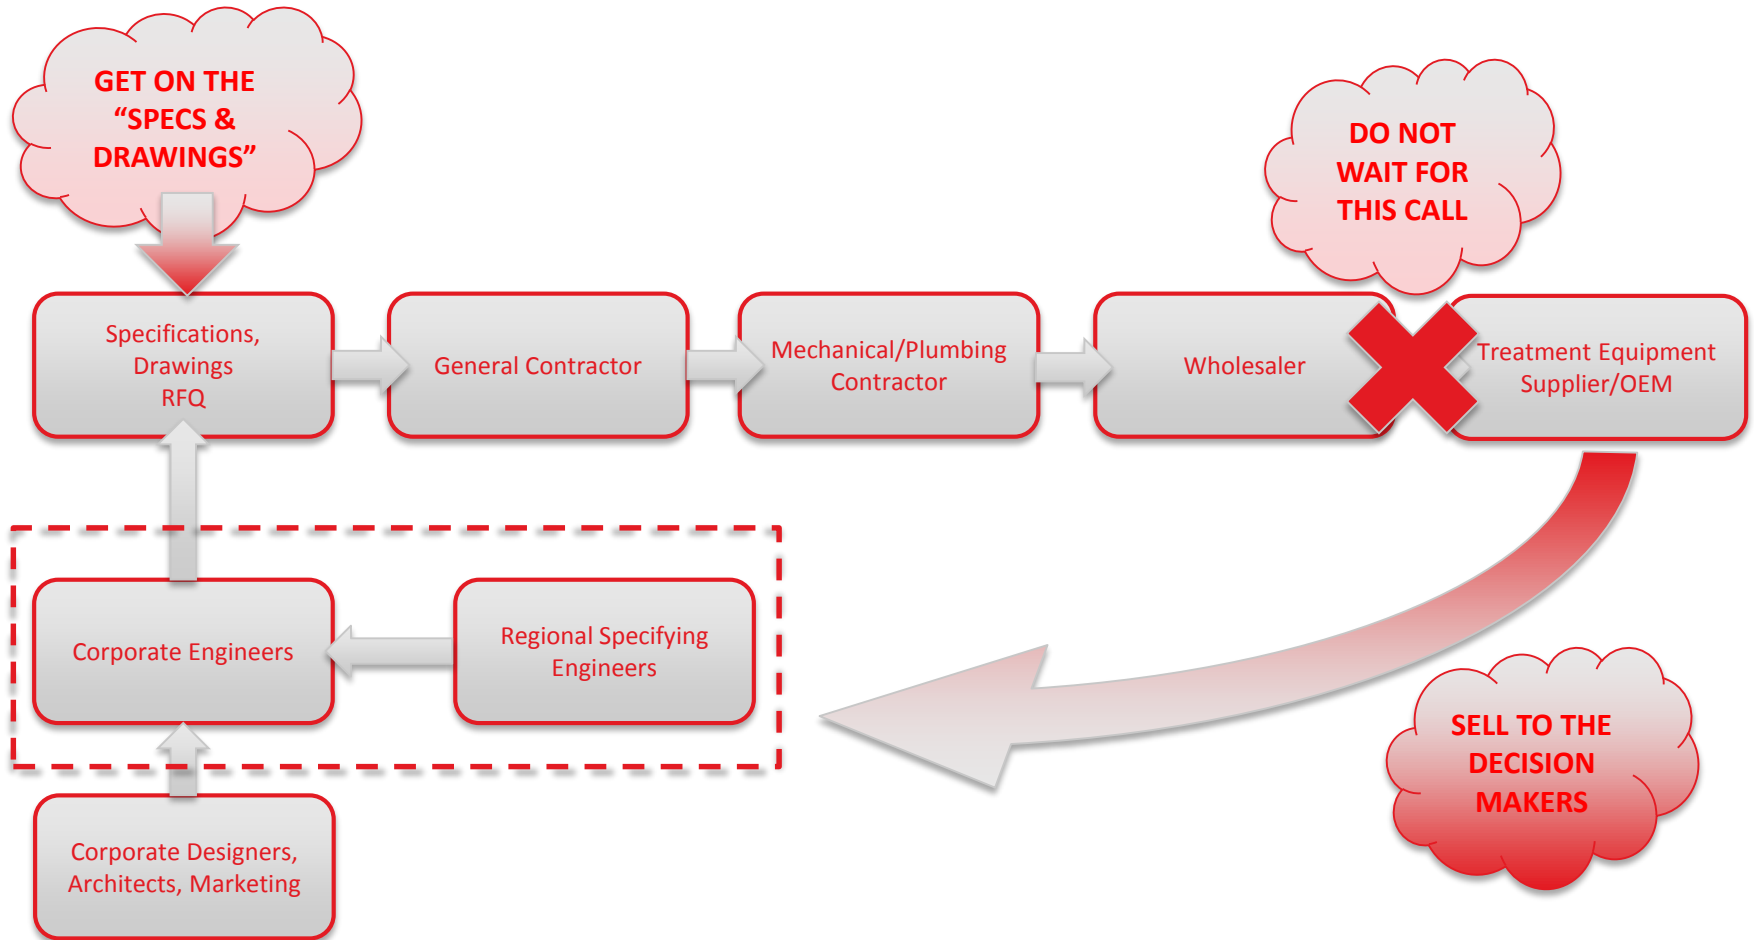 GET ON THE
“SPECS &
DRAWINGS”
DO NOT
WAIT FOR
THIS CALL
Specifications,
Drawings
RFQ
General Contractor
Mechanical/Plumbing
Contractor
Wholesaler
Treatment Equipment
Supplier/OEM
Corporate Engineers
Regional Specifying
Engineers
SELL TO THE
DECISION
MAKERS
Corporate Designers,
Architects, Marketing